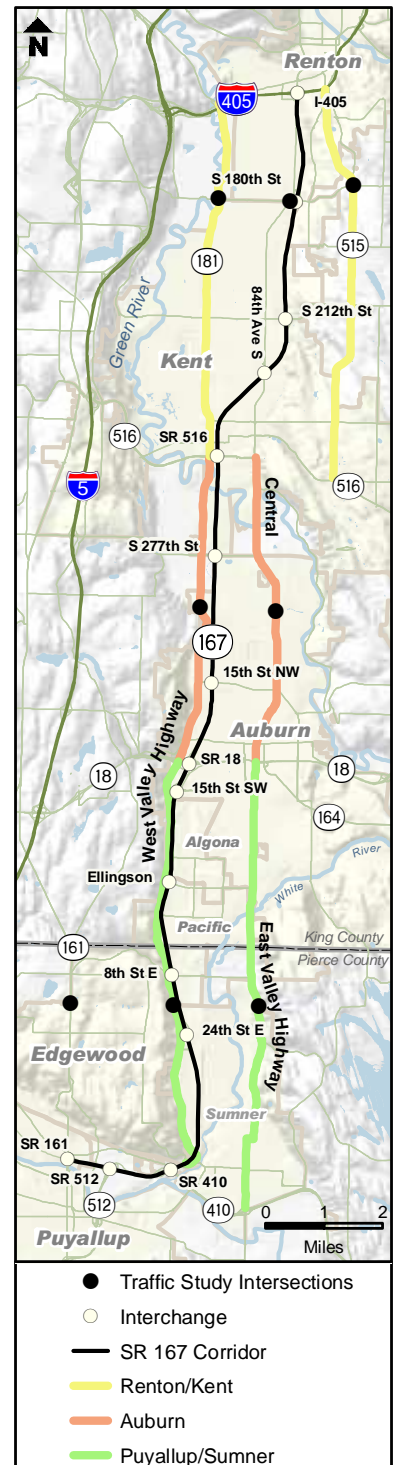 N
Renton
405
I-405
S 180th St
515
181
84th Ave S
S 212th St
Green River
Kent
516
SR 516
516
5
Central
S 277th St
167
15th St NW
West Valley Highway
Auburn
SR 18
18
18
15th St SW
164
Algona
River
White
Ellingson
Pacific
East Valley Highway
King County
161
Pierce County
8th St E
24th St E
Edgewood
Sumner
SR 161
SR 512
SR 410
512
410
0 1 2
Miles
Puyallup
Traffic Study Intersections
Interchange
SR 167 Corridor
Renton/Kent
Auburn
Puyallup/Sumner